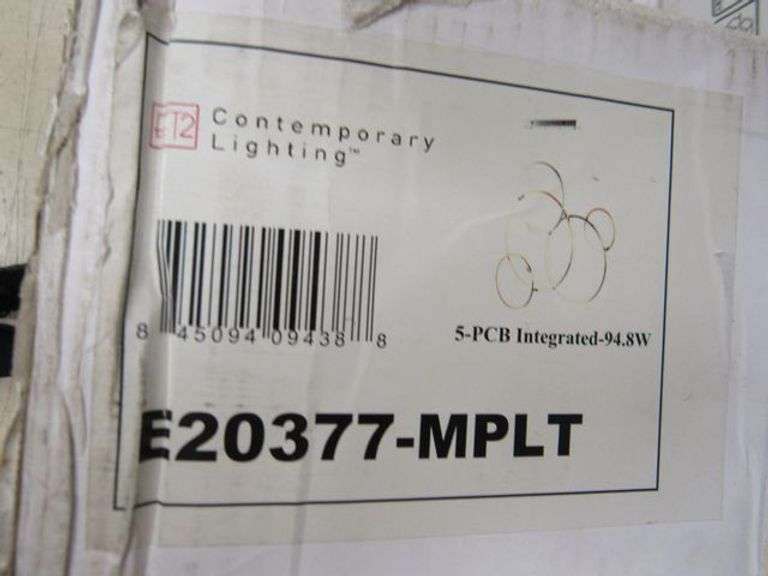 ET2 Contemporary
Lighting™
8 45094 09438 8
5-PCB Integrated-94.8W
E20377-MPLT